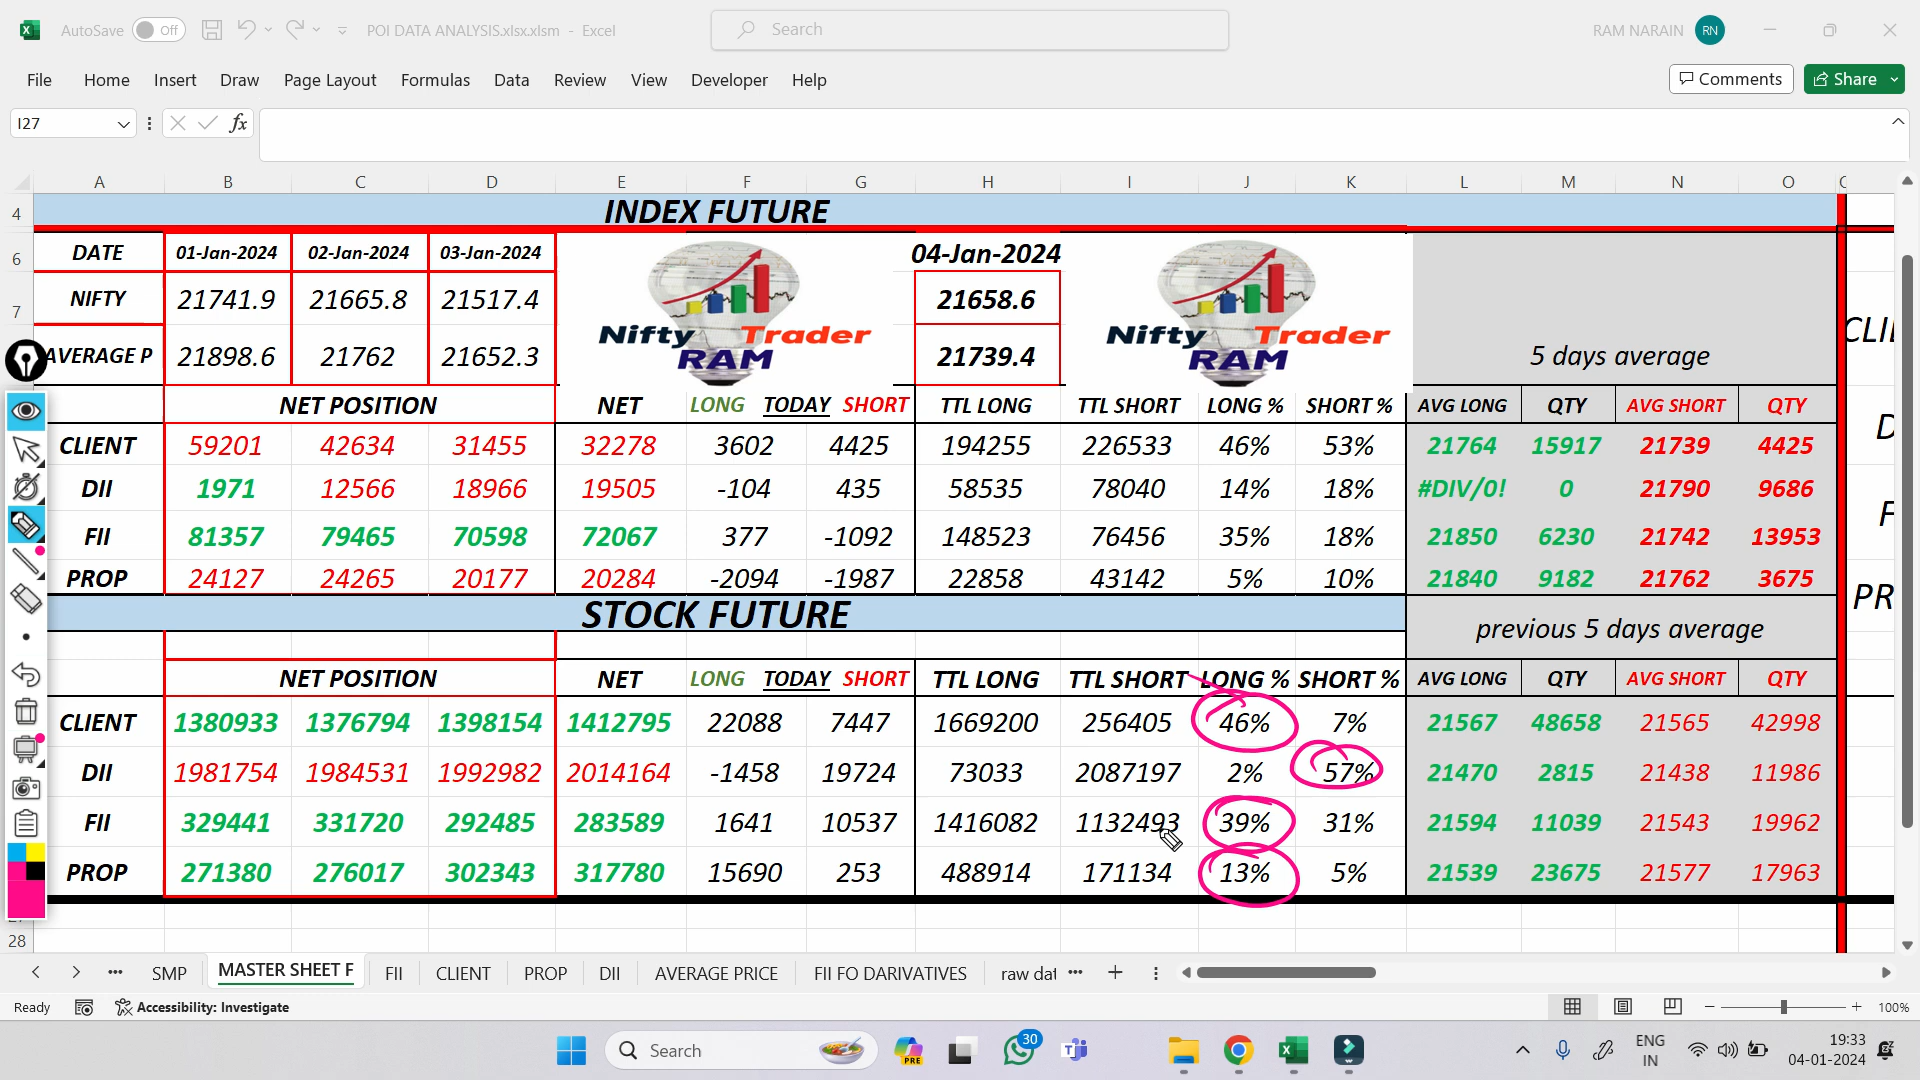 AutoSave Off POI DATA ANALYSIS.xlsx.xlsm - Excel Search RAM NARAIN RN
File Home Insert Draw Page Layout Formulas Data Review View Developer Help Comments Share
I27 fx
A B C D E F G H I J K L M N O
4 INDEX FUTURE
6 DATE 01-Jan-2024 02-Jan-2024 03-Jan-2024 04-Jan-2024
7 NIFTY 21741.9 21665.8 21517.4 21658.6
Nifty Trader RAM
Nifty Trader RAM
AVERAGE P 21898.6 21762 21652.3 21739.4 5 days average
NET POSITION NET LONG TODAY SHORT TTL LONG TTL SHORT LONG % SHORT % AVG LONG QTY AVG SHORT QTY
CLIENT 59201 42634 31455 32278 3602 4425 194255 226533 46% 53% 21764 15917 21739 4425
DII 1971 12566 18966 19505 -104 435 58535 78040 14% 18% #DIV/0! 0 21790 9686
FII 81357 79465 70598 72067 377 -1092 148523 76456 35% 18% 21850 6230 21742 13953
PROP 24127 24265 20177 20284 -2094 -1987 22858 43142 5% 10% 21840 9182 21762 3675
STOCK FUTURE previous 5 days average
NET POSITION NET LONG TODAY SHORT TTL LONG TTL SHORT LONG % SHORT % AVG LONG QTY AVG SHORT QTY
CLIENT 1380933 1376794 1398154 1412795 22088 7447 1669200 256405 46% 7% 21567 48658 21565 42998
DII 1981754 1984531 1992982 2014164 -1458 19724 73033 2087197 2% 57% 21470 2815 21438 11986
FII 329441 331720 292485 283589 1641 10537 1416082 1132493 39% 31% 21594 11039 21543 19962
PROP 271380 276017 302343 317780 15690 253 488914 171134 13% 5% 21539 23675 21577 17963
28
SMP MASTER SHEET F FII CLIENT PROP DII AVERAGE PRICE FII FO DARIVATIVES raw dat
Ready Accessibility: Investigate 100%
Search PRE 30 ENG IN 19:33 04-01-2024